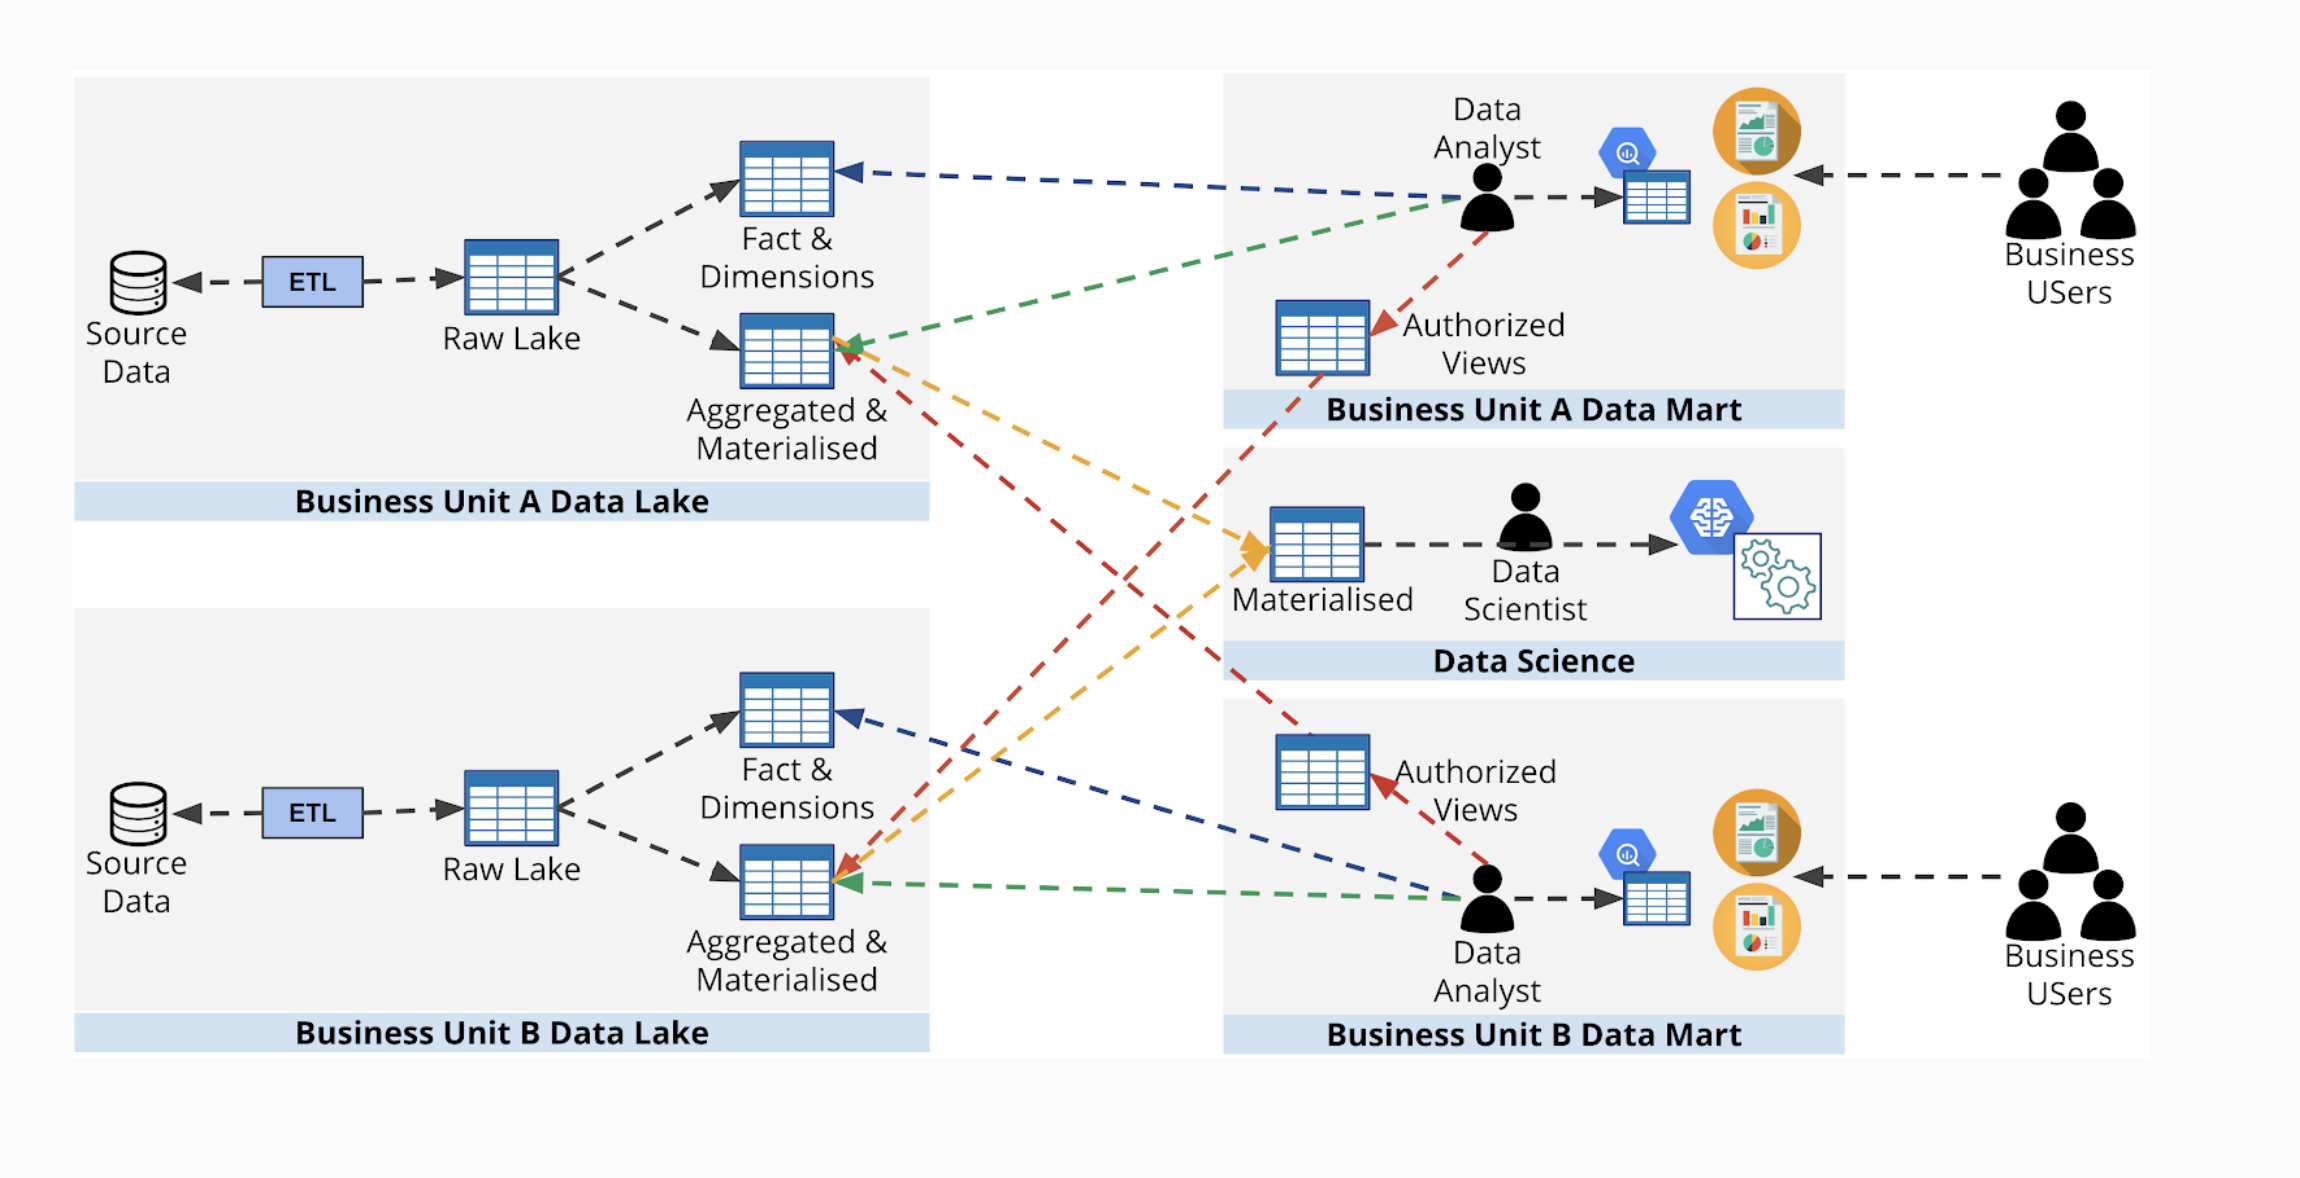 ETL
Source
Data
Raw Lake
Fact &
Dimensions
Aggregated &
Materialised
Business Unit A Data Lake
ETL
Source
Data
Raw Lake
Fact &
Dimensions
Aggregated &
Materialised
Business Unit B Data Lake
Data
Analyst
Authorized
Views
Business Unit A Data Mart
Materialised
Data
Scientist
Data Science
Authorized
Views
Data
Analyst
Business Unit B Data Mart
Business
USers
Business
USers